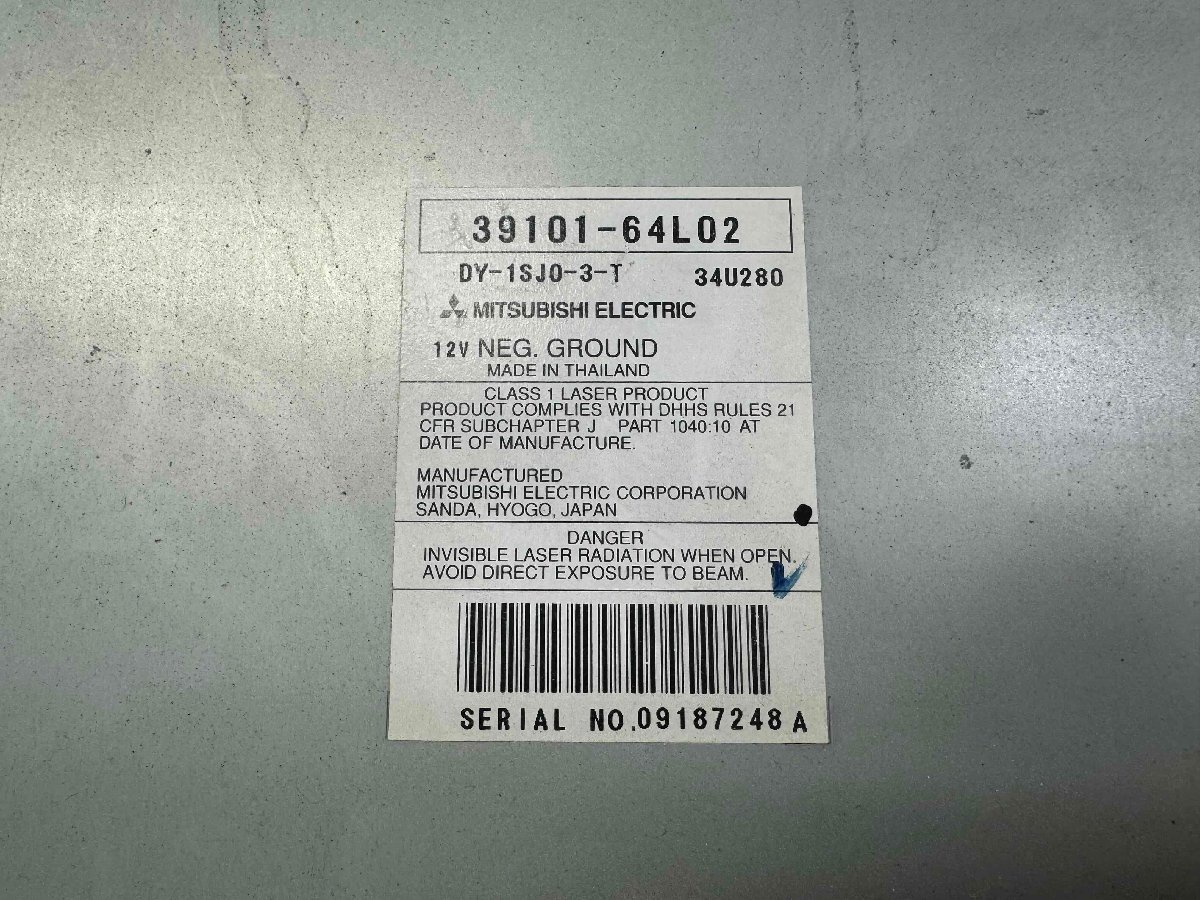 39101-64L02
DY-1SJ0-3-T 34U280
MITSUBISHI ELECTRIC
12V NEG. GROUND
MADE IN THAILAND
CLASS 1 LASER PRODUCT
PRODUCT COMPLIES WITH DHHS RULES 21
CFR SUBCHAPTER J PART 1040:10 AT
DATE OF MANUFACTURE.
MANUFACTURED
MITSUBISHI ELECTRIC CORPORATION
SANDA, HYOGO, JAPAN
DANGER
INVISIBLE LASER RADIATION WHEN OPEN.
AVOID DIRECT EXPOSURE TO BEAM.
SERIAL NO.09187248A